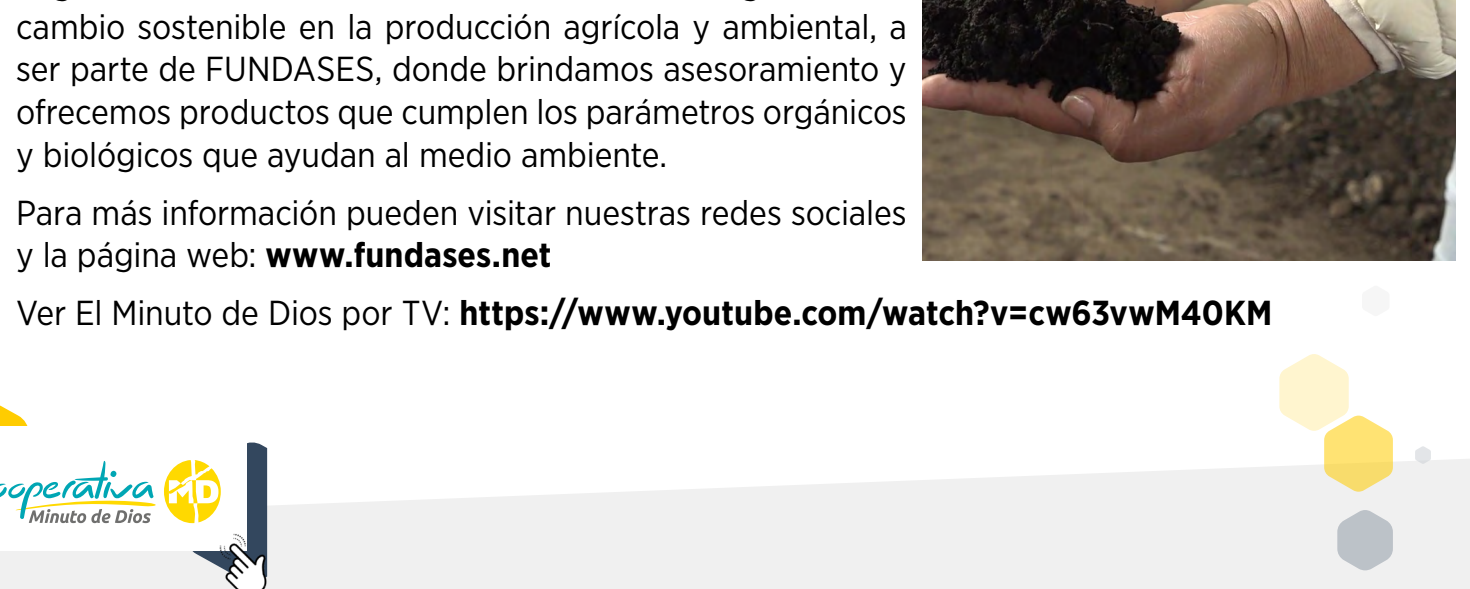 cambio sostenible en la producción agrícola y ambiental, a
ser parte de FUNDASES, donde brindamos asesoramiento y
ofrecemos productos que cumplen los parámetros orgánicos
y biológicos que ayudan al medio ambiente.
Para más información pueden visitar nuestras redes sociales
y la página web: www.fundases.net
Ver El Minuto de Dios por TV: https://www.youtube.com/watch?v=cw63vwM40KM
ooperativa MD
Minuto de Dios